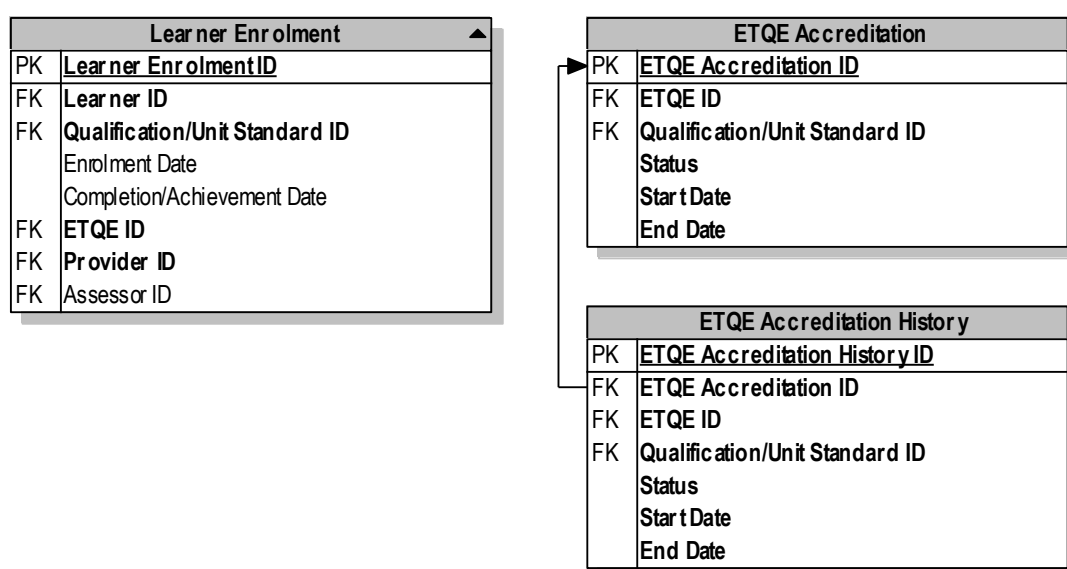 Learner Enrolment
PK Learner Enrolment ID
FK Learner ID
FK Qualification/Unit Standard ID
Enrolment Date
Completion/Achievement Date
FK ETQE ID
FK Provider ID
FK Assessor ID
ETQE Accreditation
PK ETQE Accreditation ID
FK ETQE ID
FK Qualification/Unit Standard ID
Status
Start Date
End Date
ETQE Accreditation History
PK ETQE Accreditation History ID
FK ETQE Accreditation ID
FK ETQE ID
FK Qualification/Unit Standard ID
Status
Start Date
End Date